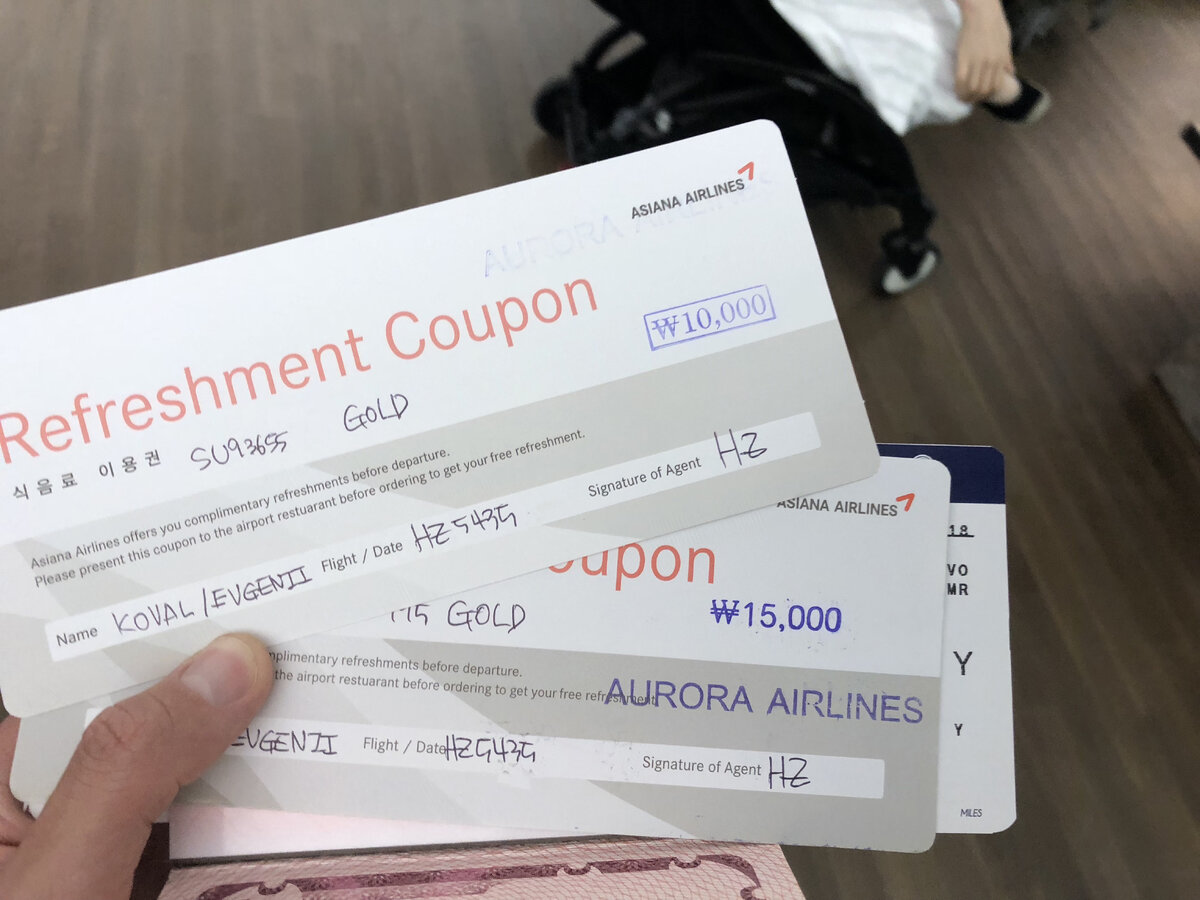 ASIANA AIRLINES
AURORA AIRLINES
Refreshment Coupon
₩10,000
식음료 이용권 SU93655 GOLD
Asiana Airlines offers you complimentary refreshments before departure.
Please present this coupon to the airport restuarant before ordering to get your free refreshment.
Name KOVAL/EVGENII Flight / Date HZ5435 Signature of Agent HZ
ASIANA AIRLINES
oupon
GOLD ₩15,000
plimentary refreshments before departure.
the airport restuarant before ordering to get your free refreshment.
AURORA AIRLINES
EVGENII Flight / Date HZ5435 Signature of Agent HZ
18
VO
MR
Y
Y
MILES